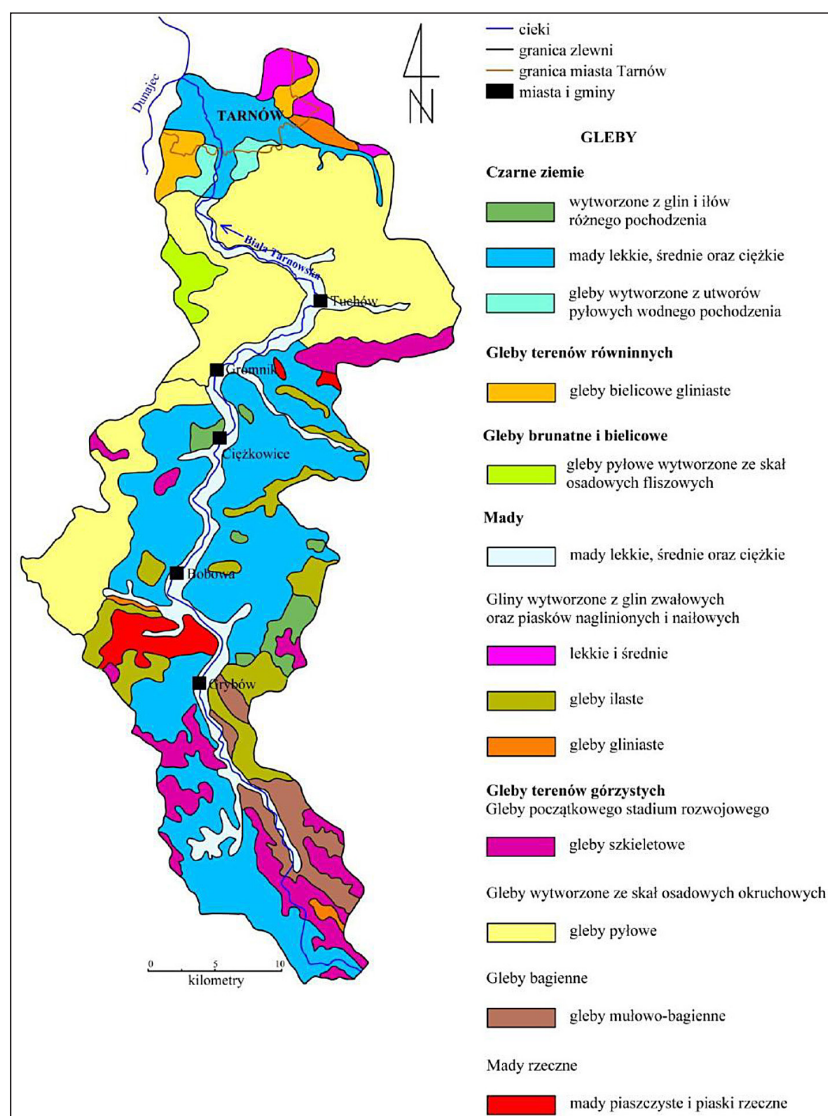 cieki
granica zlewni
granica miasta Tarnów
miasta i gminy
N
Dunajec
TARNÓW
Biała Tarnowska
Tuchów
Gromnik
Ciężkowice
Bobowa
Grybów
0 5 10
kilometry
GLEBY
Czarne ziemie
wytworzone z glin i iłów
różnego pochodzenia
mady lekkie, średnie oraz ciężkie
gleby wytworzone z utworów
pyłowych wodnego pochodzenia
Gleby terenów równinnych
gleby bielicowe gliniaste
Gleby brunatne i bielicowe
gleby pyłowe wytworzone ze skał
osadowych fliszowych
Mady
mady lekkie, średnie oraz ciężkie
Gliny wytworzone z glin zwałowych
oraz piasków naglinionych i naiłowych
lekkie i średnie
gleby ilaste
gleby gliniaste
Gleby terenów górzystych
Gleby początkowego stadium rozwojowego
gleby szkieletowe
Gleby wytworzone ze skał osadowych okruchowych
gleby pyłowe
Gleby bagienne
gleby mułowo-bagienne
Mady rzeczne
mady piaszczyste i piaski rzeczne